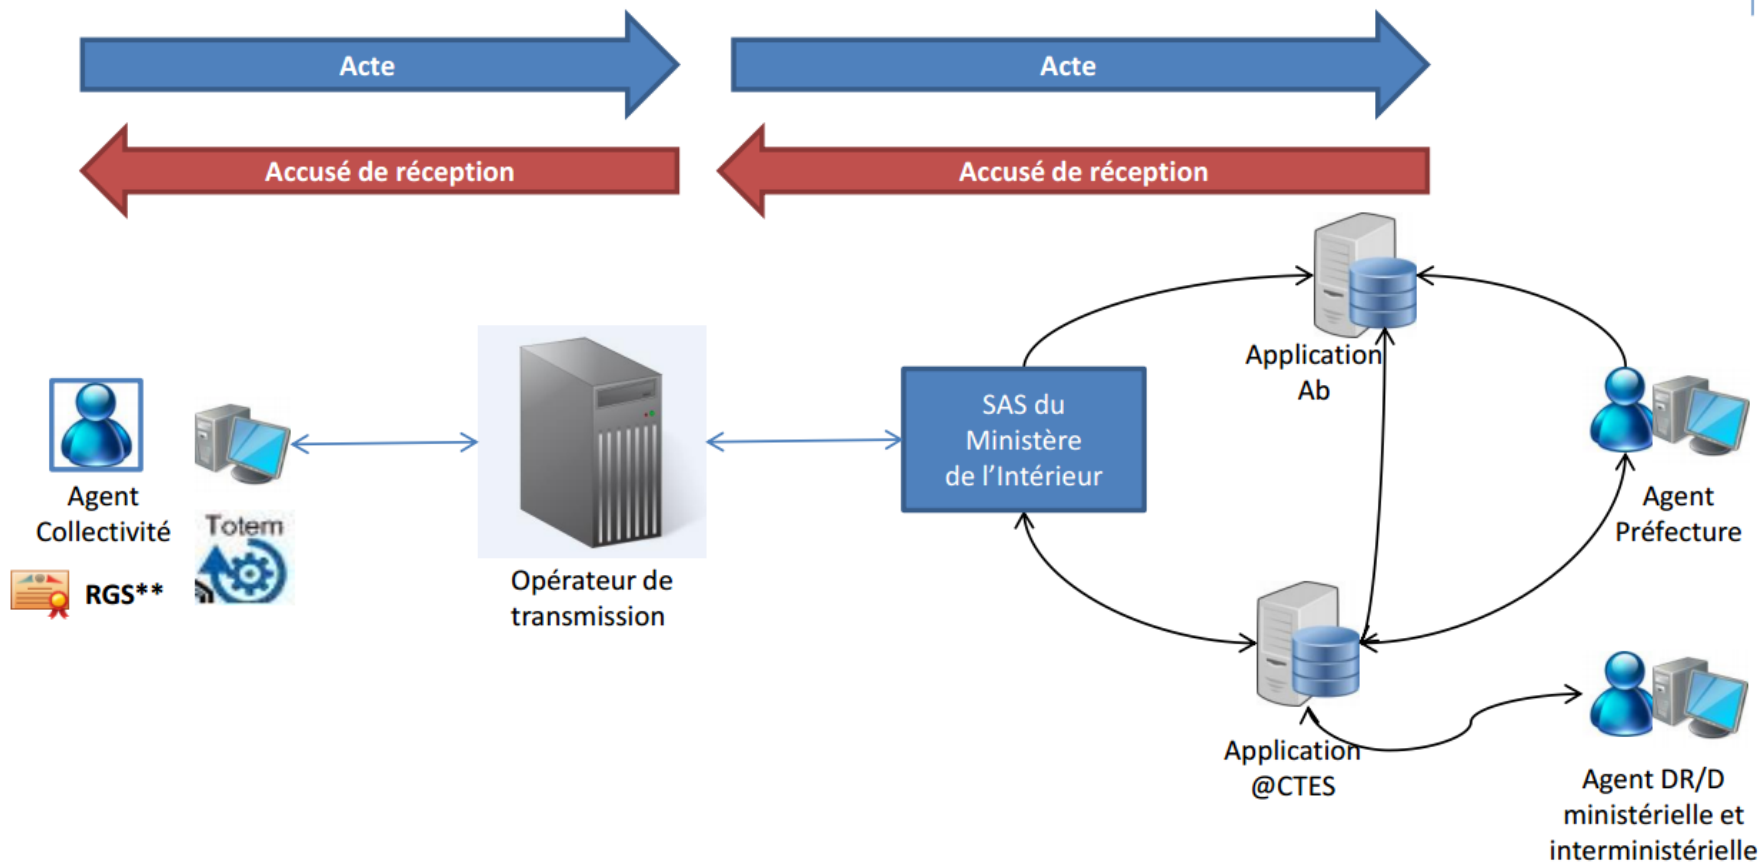 Acte
Acte
Accusé de réception
Accusé de réception
Agent
Collectivité
RGS**
Totem
Opérateur de
transmission
SAS du
Ministère
de l'Intérieur
Application
Ab
Agent
Préfecture
Application
@CTES
Agent DR/D
ministérielle et
interministérielle